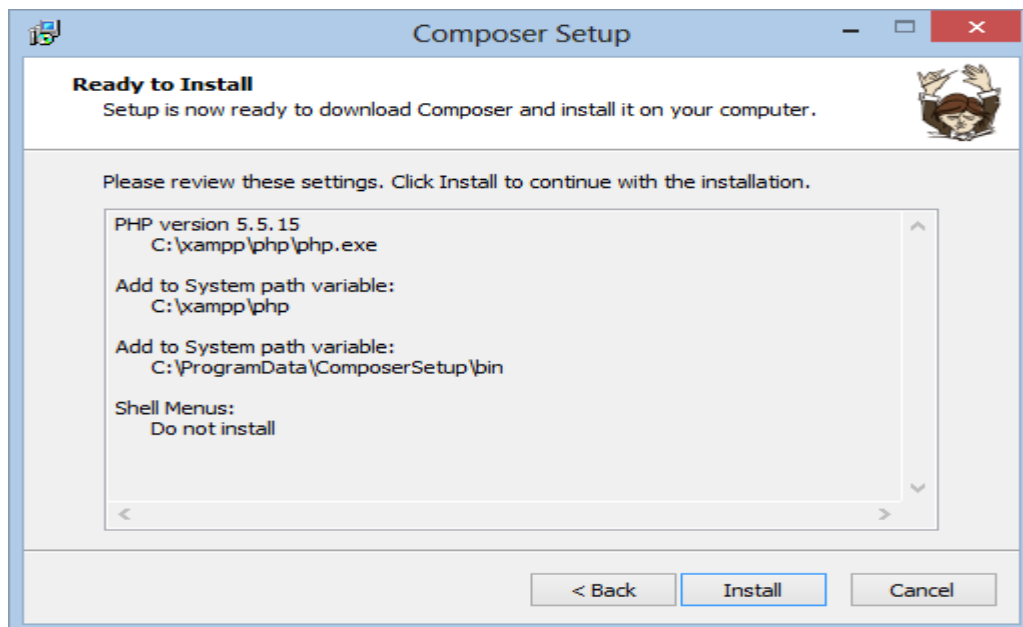 Composer Setup
Ready to Install
Setup is now ready to download Composer and install it on your computer.
Please review these settings. Click Install to continue with the installation.
PHP version 5.5.15
C:\xampp\php\php.exe
Add to System path variable:
C:\xampp\php
Add to System path variable:
C:\ProgramData\ComposerSetup\bin
Shell Menus:
Do not install
< Back Install Cancel